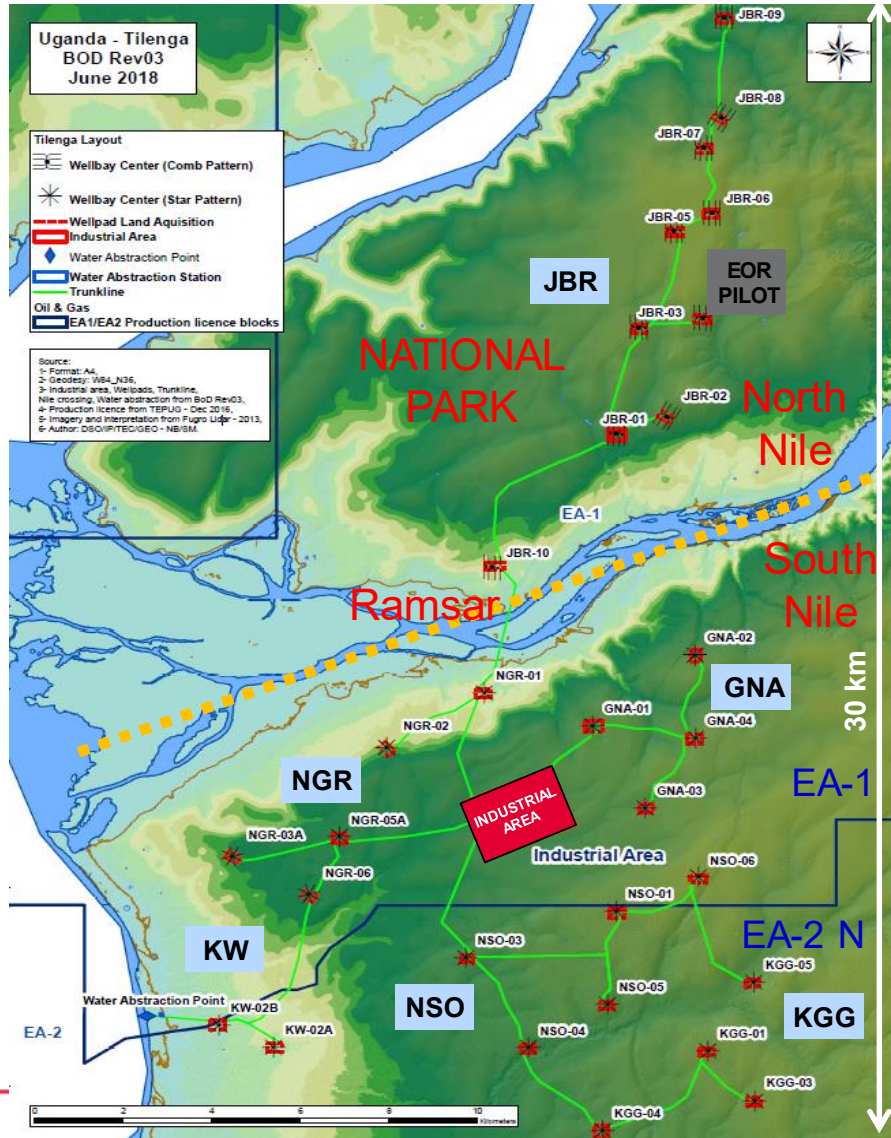 Uganda - Tilenga
BOD Rev03
June 2018
Tilenga Layout
Wellbay Center (Comb Pattern)
Wellbay Center (Star Pattern)
Wellpad Land Aquisition
Industrial Area
Water Abstraction Point
Water Abstraction Station
Trunkline
Oil & Gas
EA1/EA2 Production licence blocks
Source:
1- Format: A4,
2- Geodesy: W84_N36,
3- Industrial area, Wellpads, Trunkline,
Nile crossing, Water abstraction from BoD Rev03,
4- Production licence from TEPUG - Dec 2016,
5- Imagery and Interpretation from Fugro Lidar - 2013,
6- Author: DSO/IP/TEC/GEO - NB/SM.
JBR-09
JBR-08
JBR-07
JBR-06
JBR-05
JBR
EOR
PILOT
JBR-03
NATIONAL
PARK
JBR-02
JBR-01
North
Nile
EA-1
JBR-10
South
Nile
Ramsar
GNA-02
NGR-01
GNA
GNA-01
NGR-02
GNA-04
30 km
NGR
EA-1
GNA-03
INDUSTRIAL
AREA
NGR-05A
NGR-03A
Industrial Area
NGR-06
NSO-06
NSO-01
EA-2 N
KW
NSO-03
KGG-05
Water Abstraction Point
KW-02B
NSO
NSO-05
KGG
EA-2
KW-02A
NSO-04
KGG-01
KGG-03
KGG-04
0 2 4 6 8 10
Kilometers